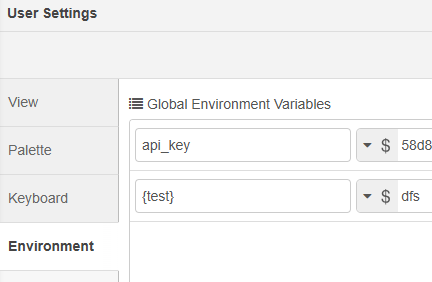 User Settings
View
Palette
Keyboard
Environment
Global Environment Variables
api_key $ 58d8
{test} $ dfs